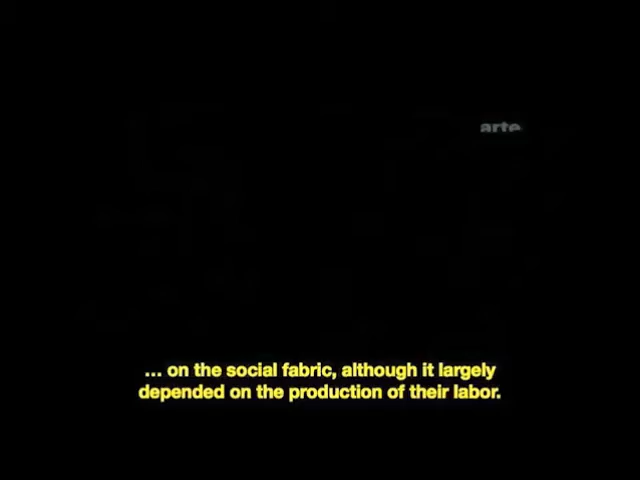 arte
... on the social fabric, although it largely
depended on the production of their labor.